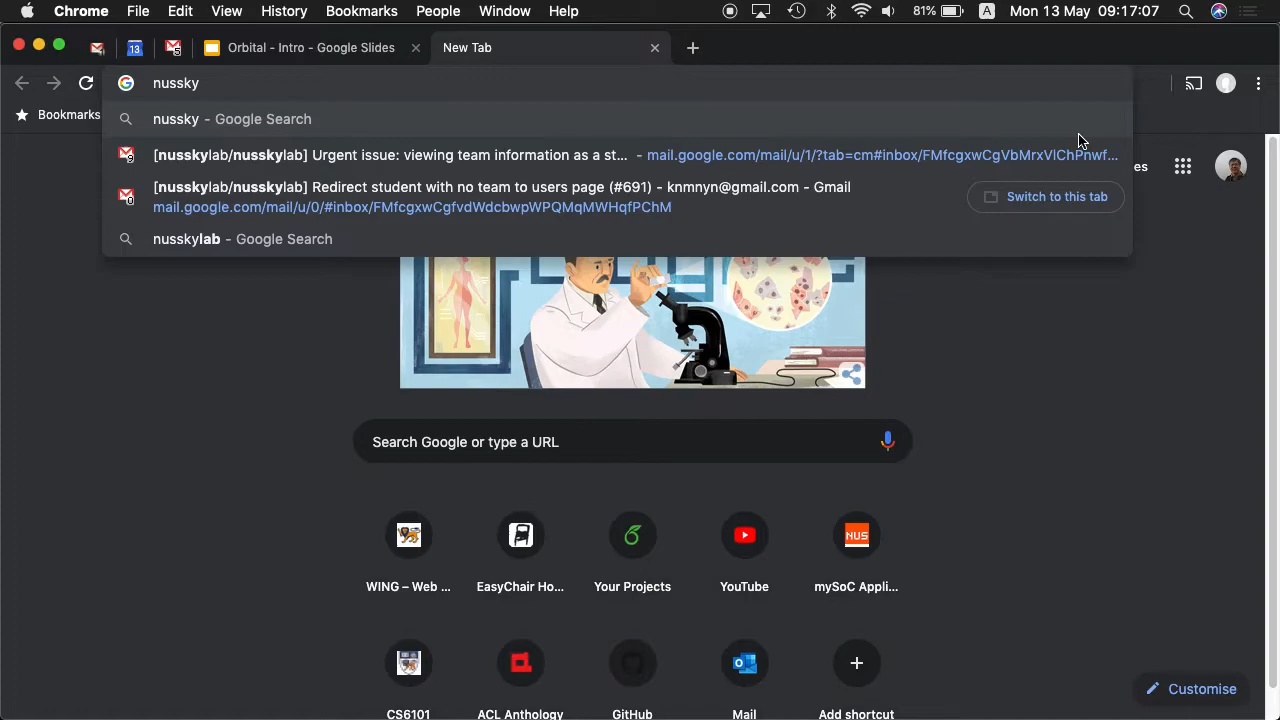 Chrome File Edit View History Bookmarks People Window Help 81% A Mon 13 May 09:17:07
13 5 Orbital - Intro - Google Slides New Tab
nussky
Bookmarks
nussky - Google Search
[nusskylab/nusskylab] Urgent issue: viewing team information as a st... - mail.google.com/mail/u/1/?tab=cm#inbox/FMfcgxwCgVbMrxVlChPnwf...
[nusskylab/nusskylab] Redirect student with no team to users page (#691) - knmnyn@gmail.com - Gmail
mail.google.com/mail/u/0/#inbox/FMfcgxwCgfvdWdcbwpWPQMqMWHqfPChM
Switch to this tab
es
nusskylab - Google Search
Search Google or type a URL
NUS
WING – Web ... EasyChair Ho... Your Projects YouTube mySoC Appli...
Customise
CS6101 ACL Anthology GitHub Mail Add shortcut